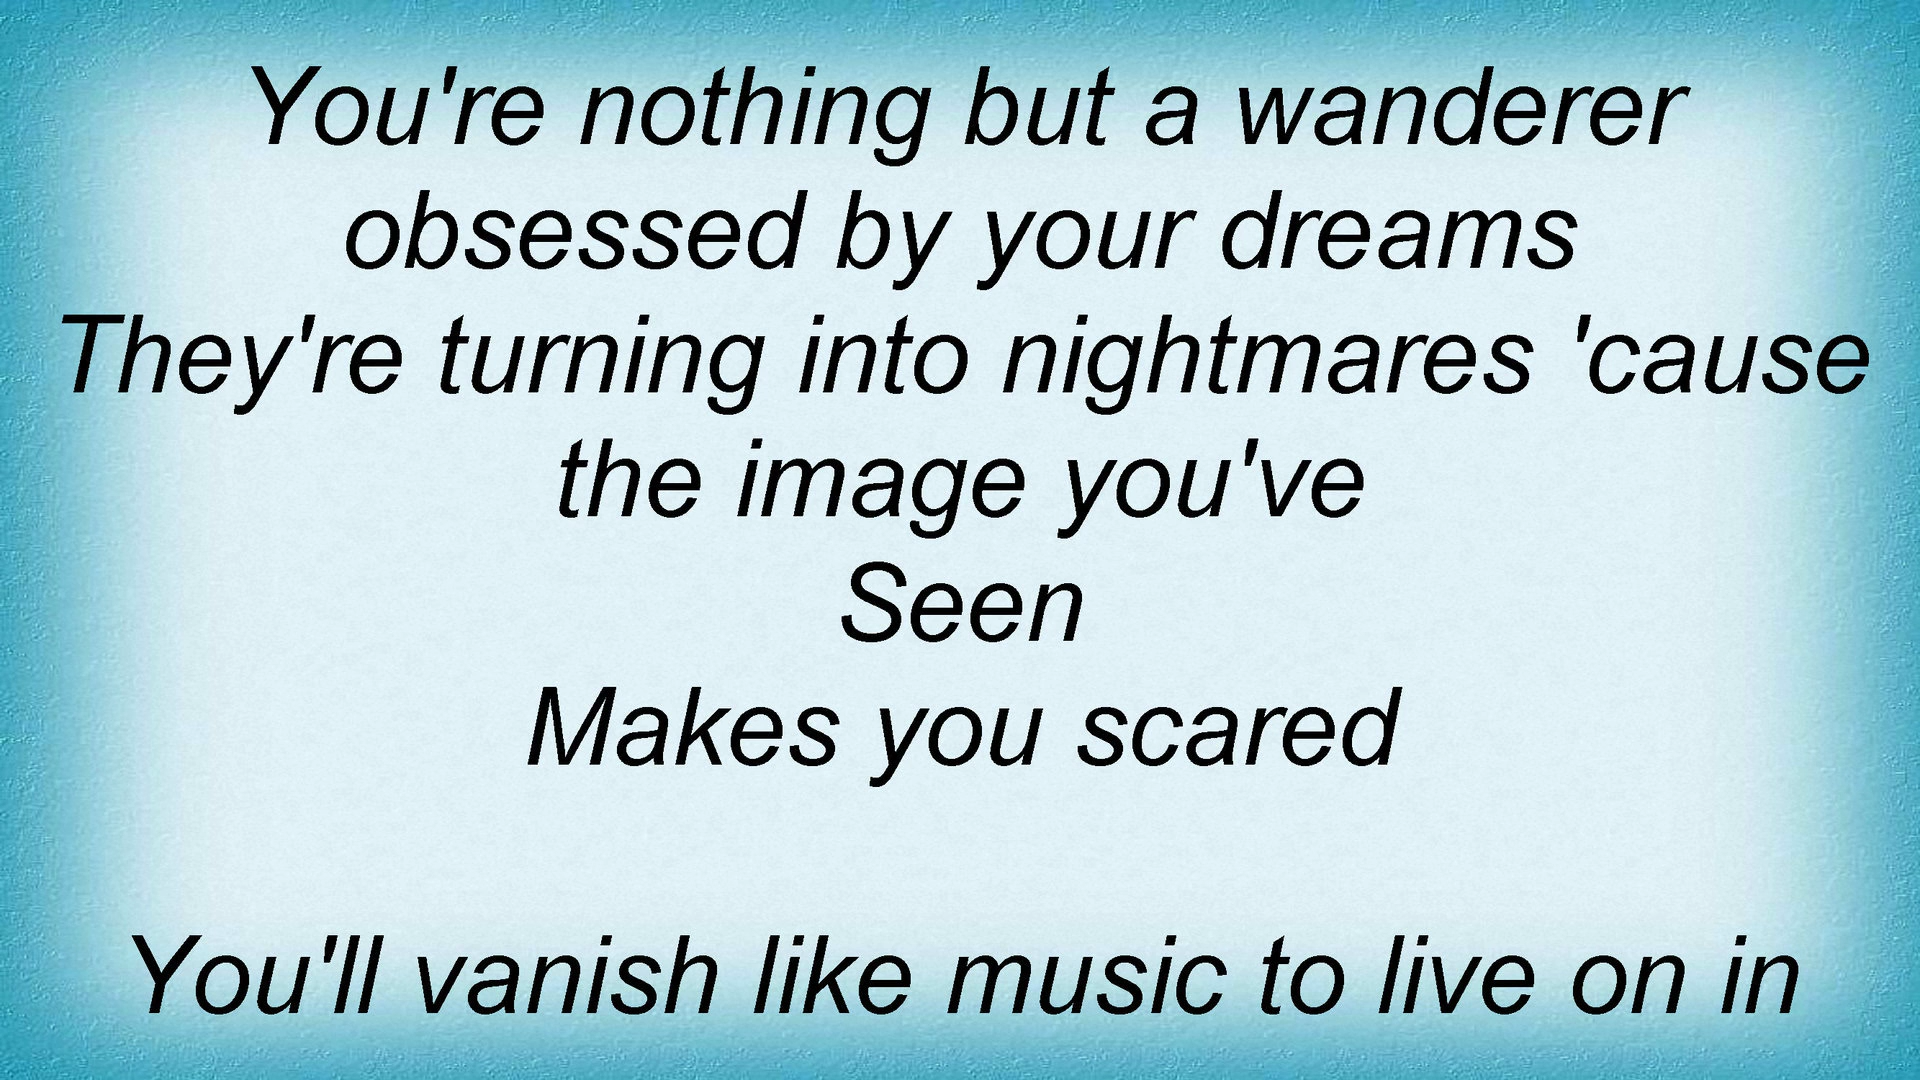 You're nothing but a wanderer
obsessed by your dreams
They're turning into nightmares 'cause
the image you've
Seen
Makes you scared
You'll vanish like music to live on in